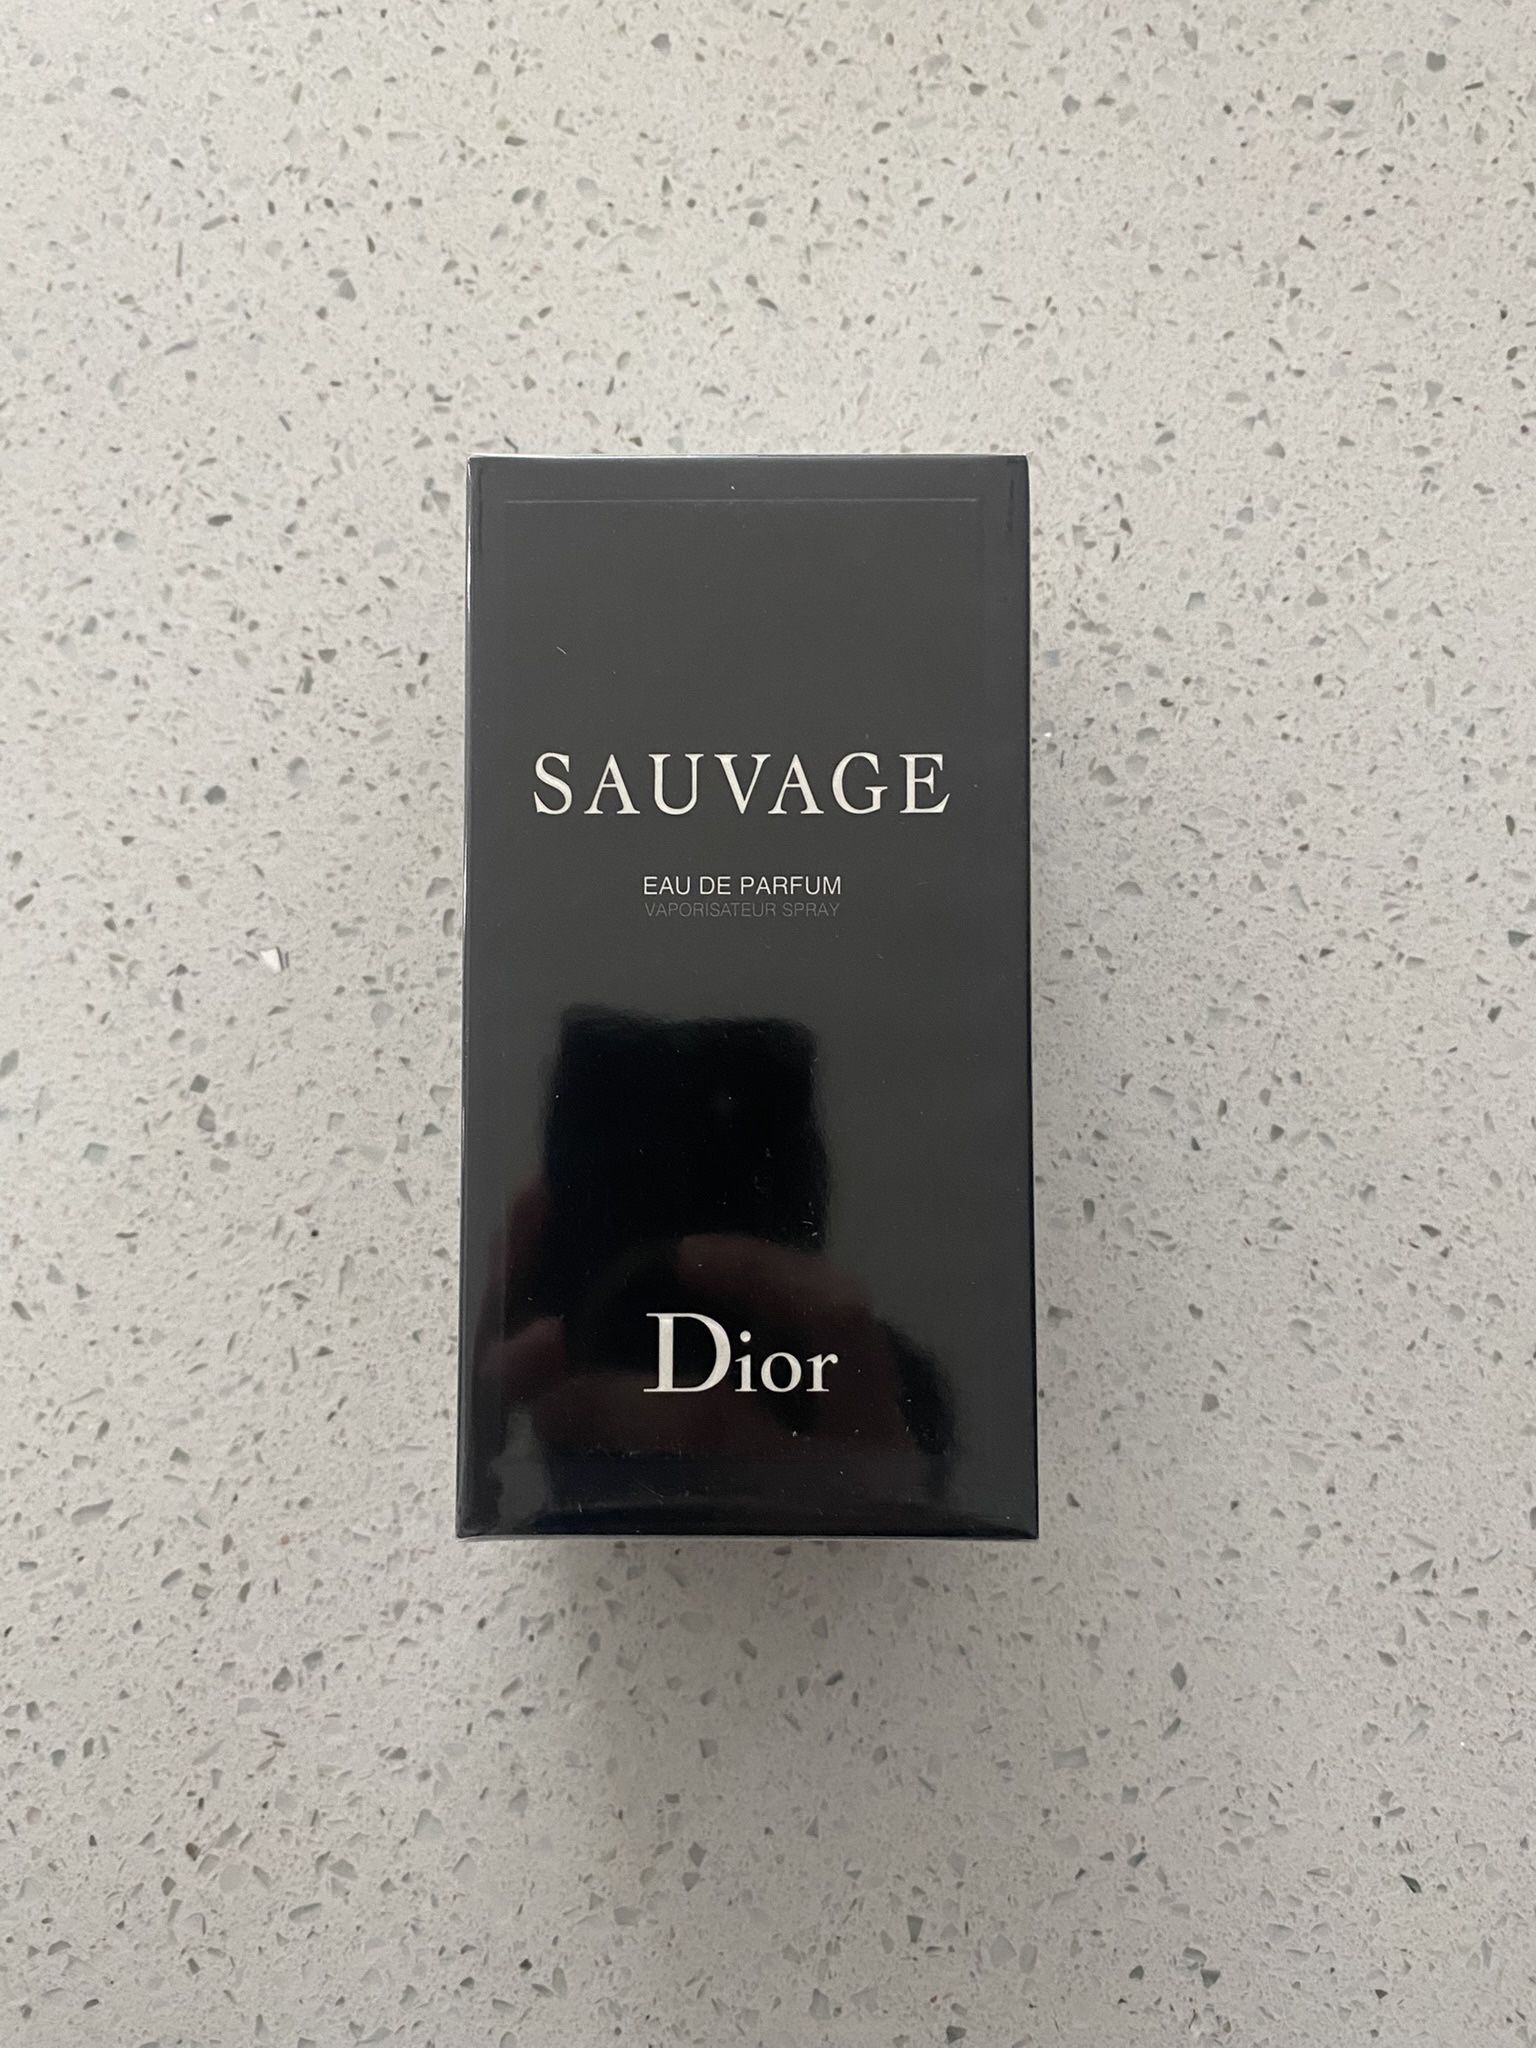 SAUVAGE
EAU DE PARFUM
VAPORISATEUR SPRAY
Dior